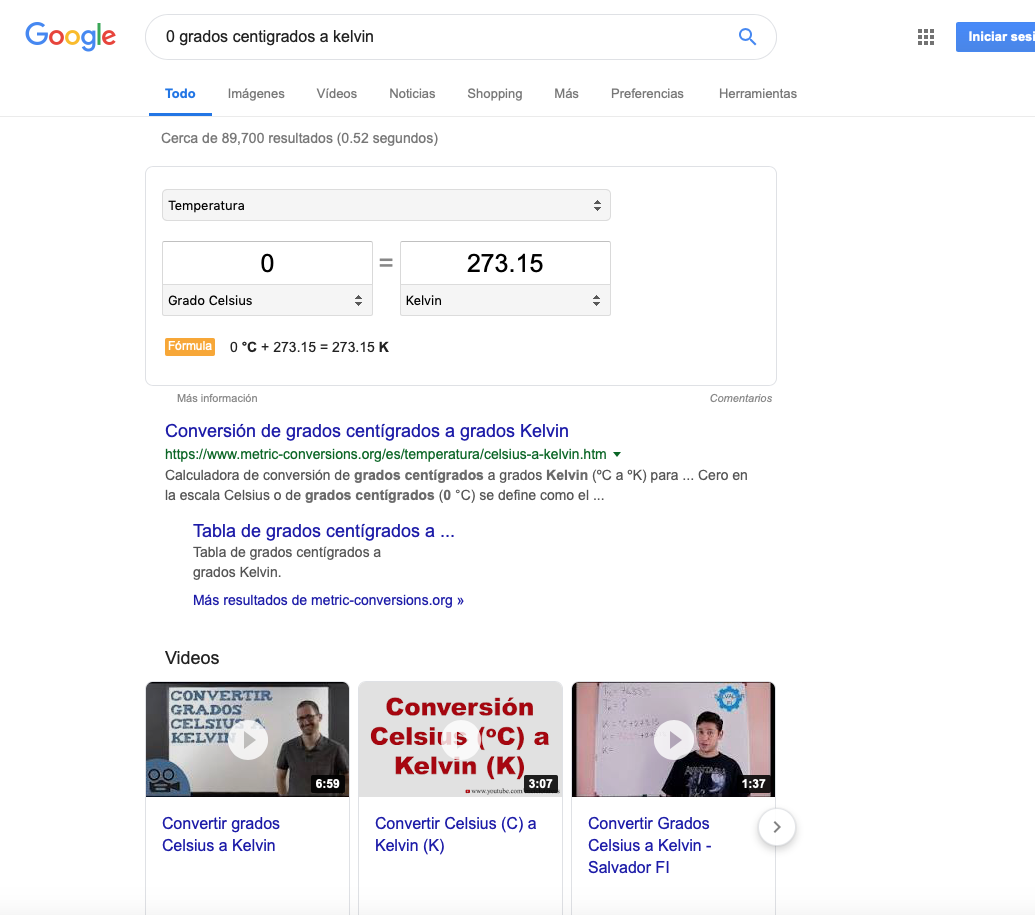 Google
0 grados centigrados a kelvin
Iniciar sesi
Todo
Imágenes
Vídeos
Noticias
Shopping
Más
Preferencias
Herramientas
Cerca de 89,700 resultados (0.52 segundos)
Temperatura
0
=
273.15
Grado Celsius
Kelvin
Fórmula
0 °C + 273.15 = 273.15 K
Más información
Comentarios
Conversión de grados centígrados a grados Kelvin
https://www.metric-conversions.org/es/temperatura/celsius-a-kelvin.htm
Calculadora de conversión de grados centígrados a grados Kelvin (ºC a ºK) para ... Cero en
la escala Celsius o de grados centígrados (0 °C) se define como el ...
Tabla de grados centígrados a ...
Tabla de grados centígrados a
grados Kelvin.
Más resultados de metric-conversions.org »
Videos
CONVERTIR
GRADOS
CELSIUS A
KELVIN
6:59
Conversión
Celsius (ºC) a
Kelvin (K)
www.youtube.com
3:07
1:37
Convertir grados
Celsius a Kelvin
Convertir Celsius (C) a
Kelvin (K)
Convertir Grados
Celsius a Kelvin -
Salvador FI